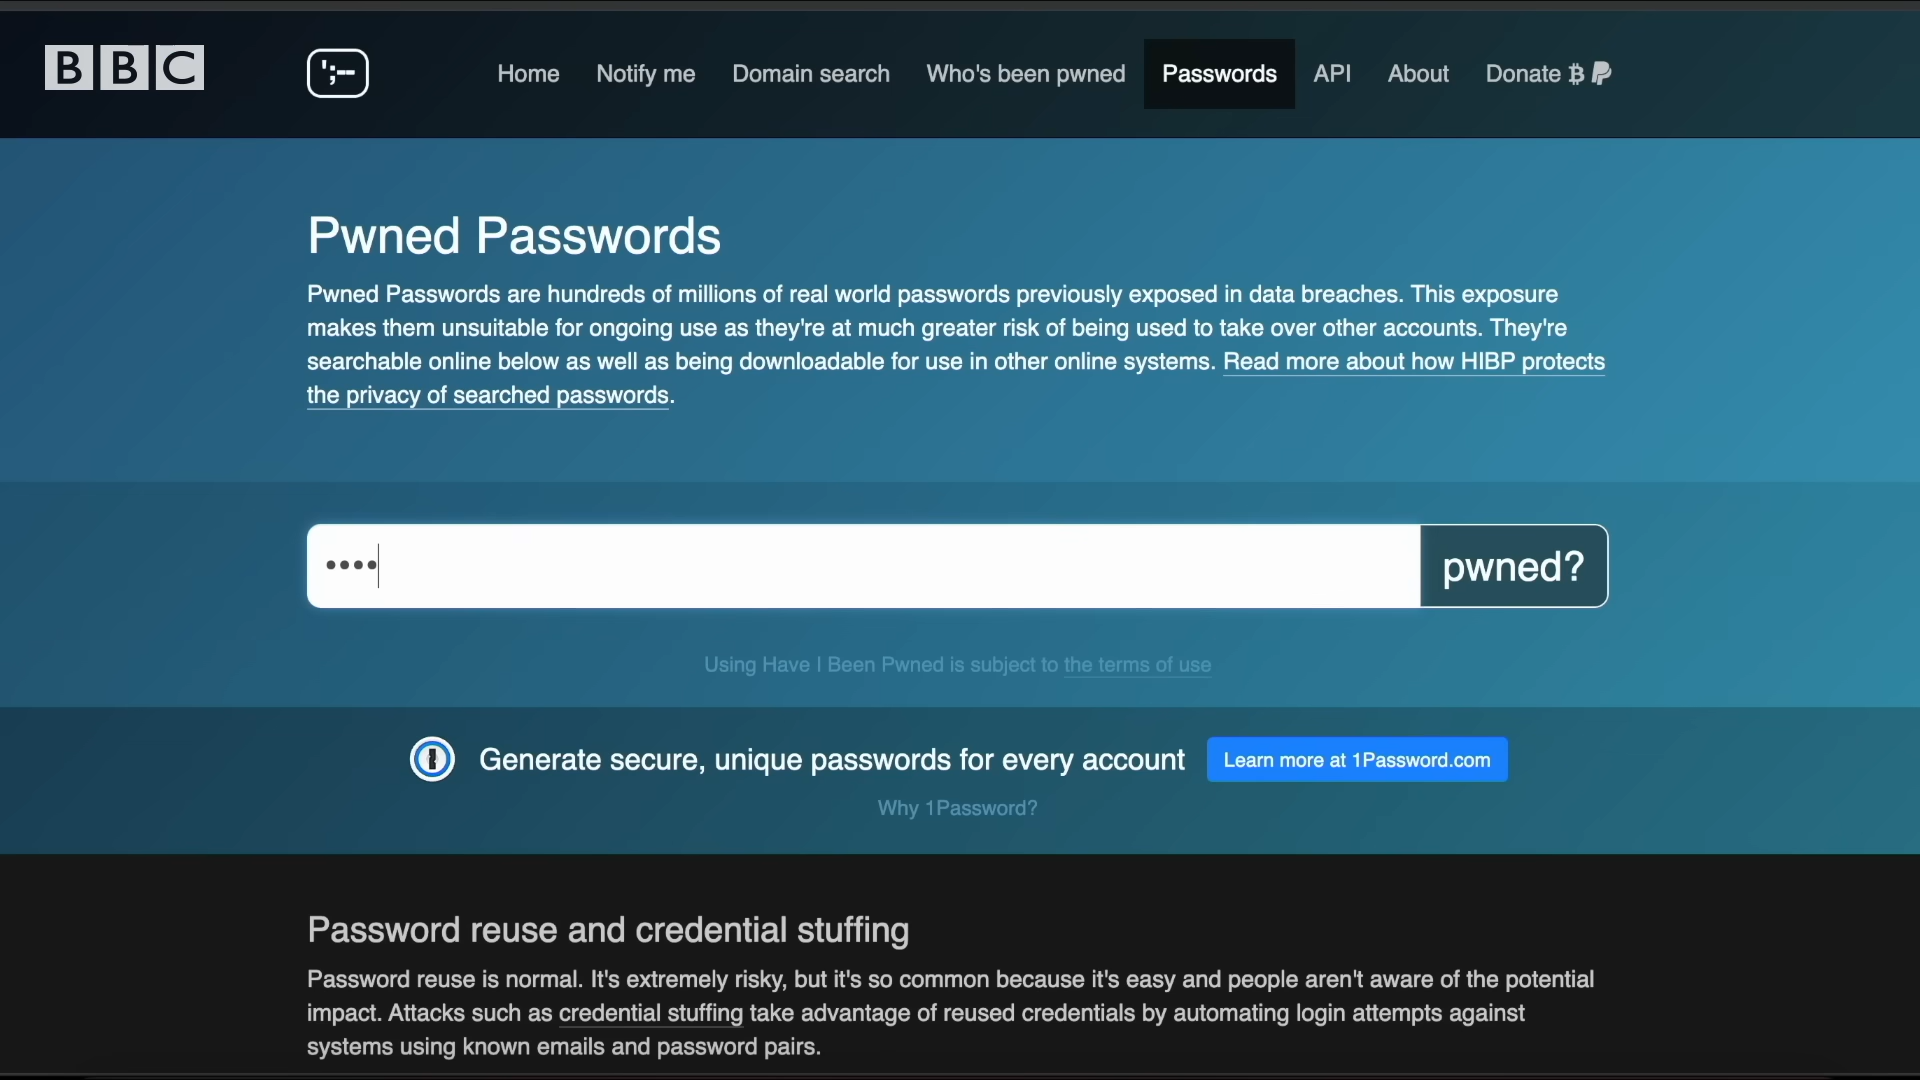 BBC
';--
Home Notify me Domain search Who's been pwned Passwords API About Donate
Pwned Passwords
Pwned Passwords are hundreds of millions of real world passwords previously exposed in data breaches. This exposure
makes them unsuitable for ongoing use as they're at much greater risk of being used to take over other accounts. They're
searchable online below as well as being downloadable for use in other online systems. Read more about how HIBP protects
the privacy of searched passwords.
•••• pwned?
Using Have I Been Pwned is subject to the terms of use
Generate secure, unique passwords for every account Learn more at 1Password.com
Why 1Password?
Password reuse and credential stuffing
Password reuse is normal. It's extremely risky, but it's so common because it's easy and people aren't aware of the potential
impact. Attacks such as credential stuffing take advantage of reused credentials by automating login attempts against
systems using known emails and password pairs.